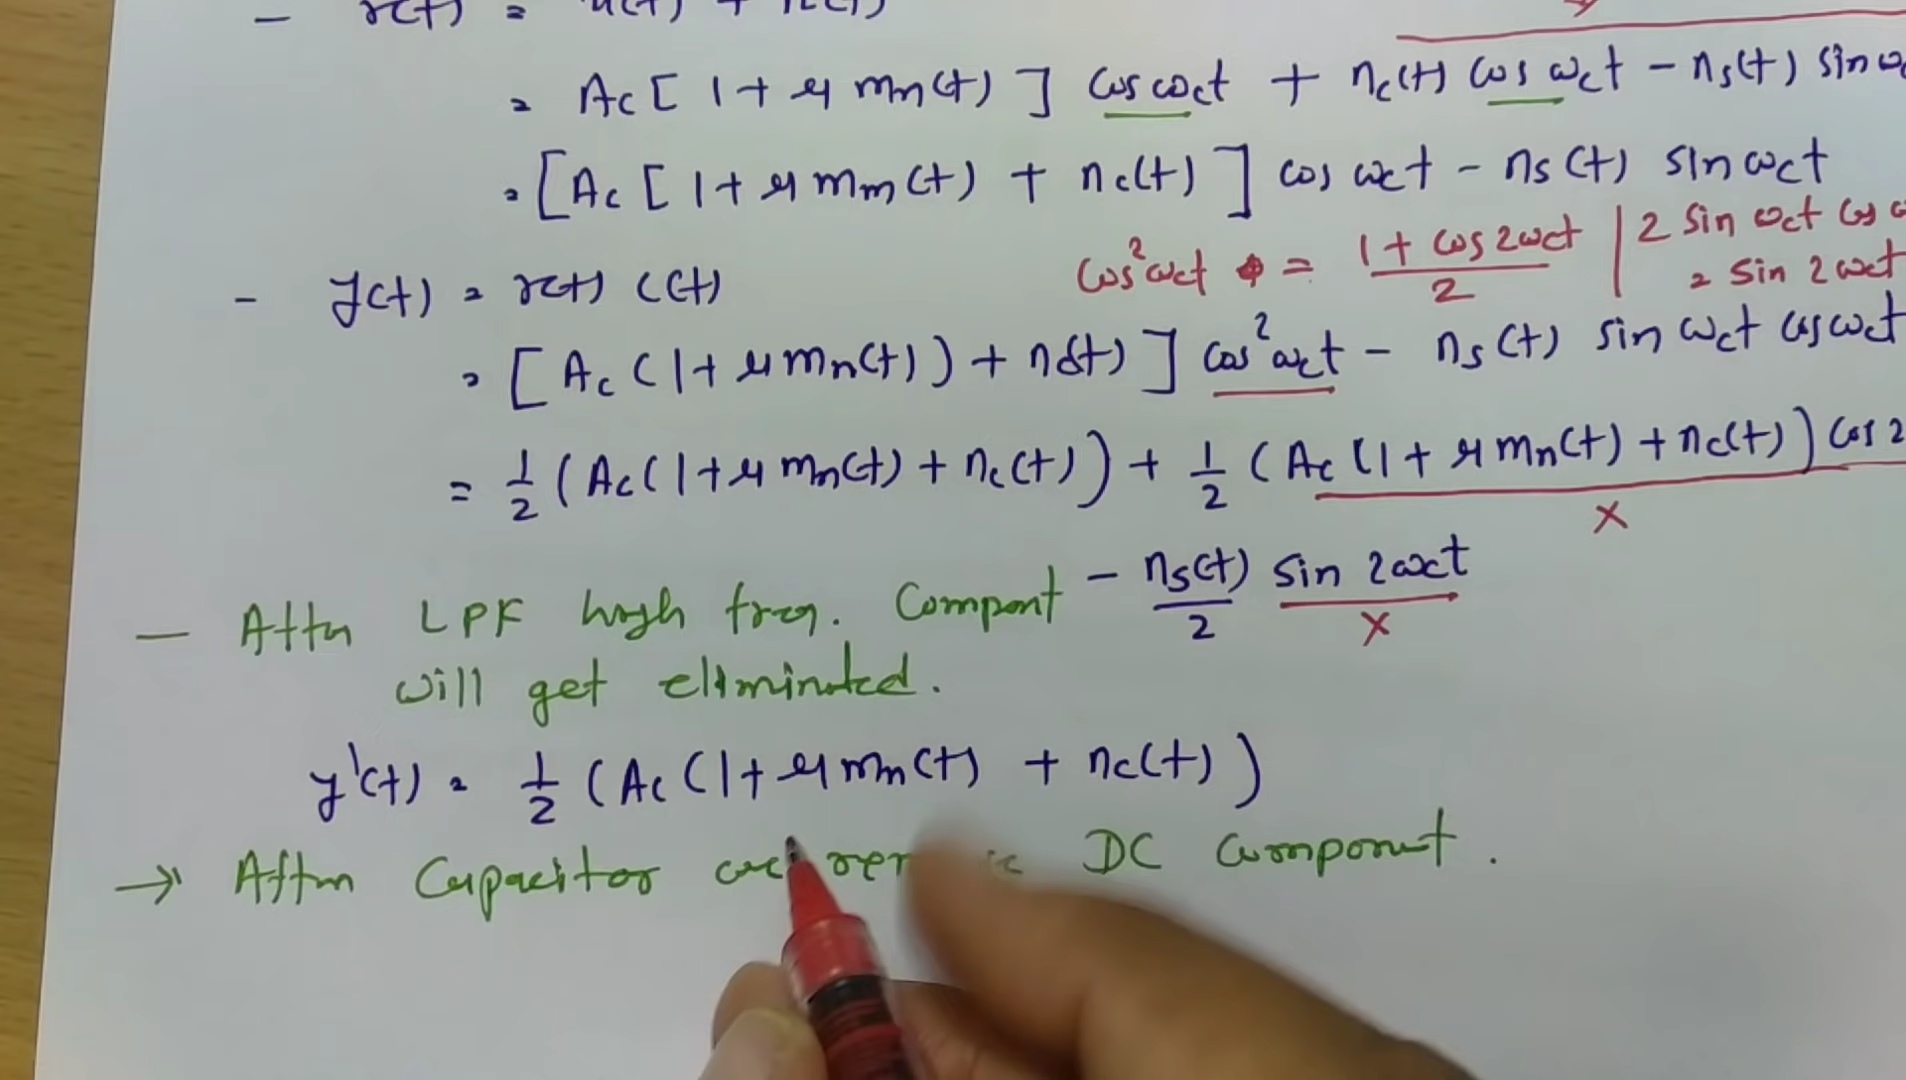 - r(t) = u(t) + n(t)
= Ac [ 1 + μ mn(t) ] cos ωct + nc(t) cos ωct - ns(t) sin ωc
= [ Ac [ 1 + μ mn(t) + nc(t) ] cos ωct - ns(t) sin ωct
cos²ωct = (1 + cos 2ωct)/2 | 2 sin ωct cos
= sin 2ωct
- y(t) = r(t) c(t)
= [ Ac ( 1 + μ mn(t) ) + nc(t) ] cos²ωct - ns(t) sin ωct cos ωct
= 1/2 ( Ac ( 1 + μ mn(t) + nc(t) ) ) + 1/2 ( Ac ( 1 + μ mn(t) + nc(t) ) cos 2
x
- ns(t)/2 sin 2ωct
x
- After LPF high freq. Compont
will get eliminated.
y'(t) = 1/2 ( Ac ( 1 + μ mn(t) + nc(t) )
→ After Capacitor DC component.